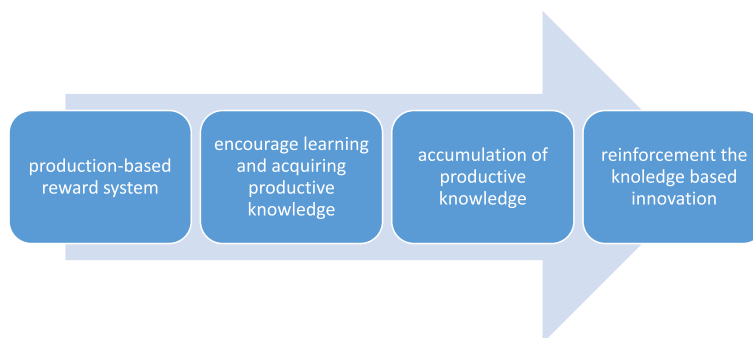 production-based
reward system
encourage learning
and acquiring
productive
knowledge
accumulation of
productive
knowledge
reinforcement the
knoledge based
innovation